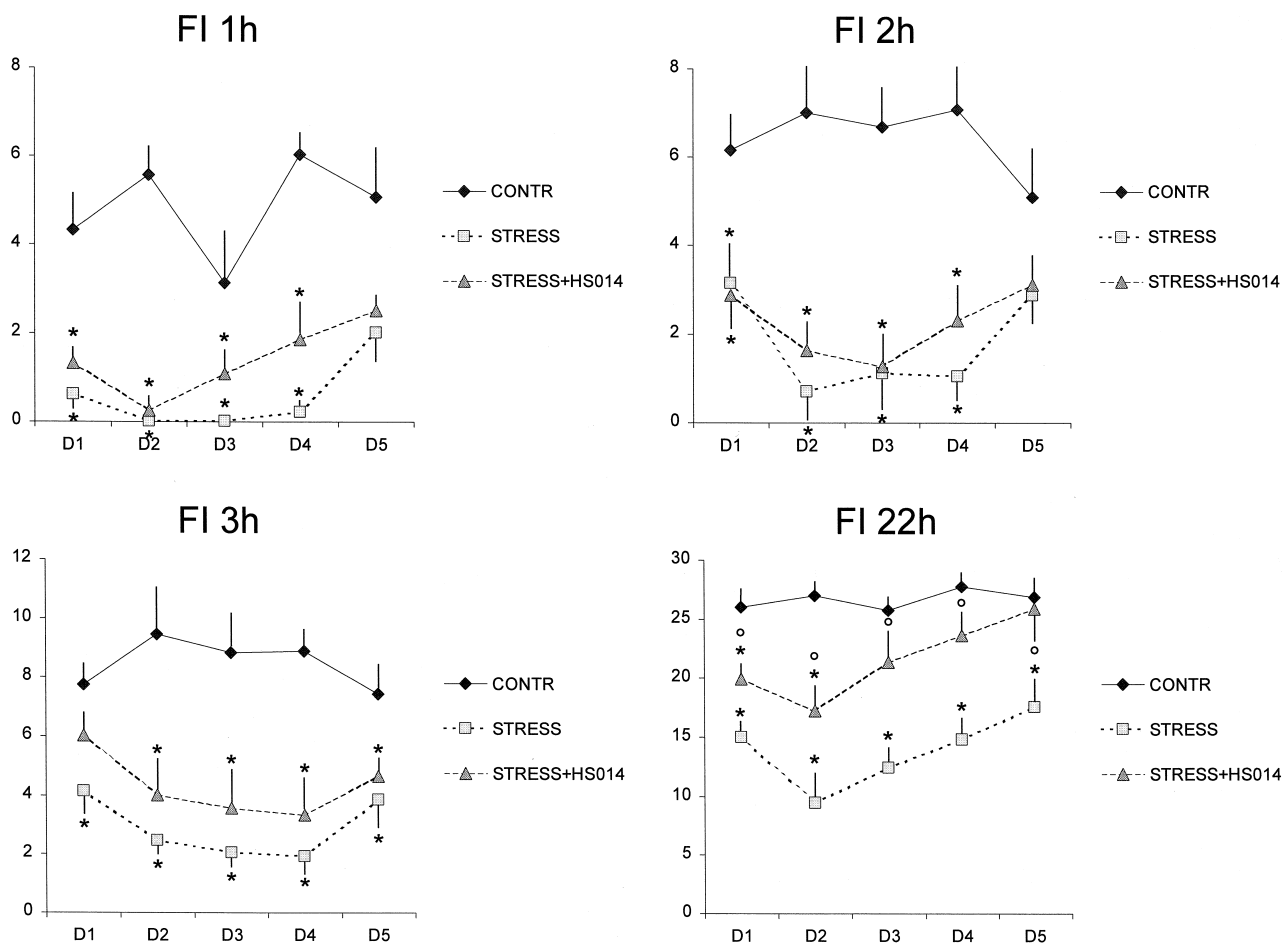 FI 1h
8
6
4
2
0
* * * *
* * * *
D1 D2 D3 D4 D5
CONTR
STRESS
STRESS+HS014
FI 2h
8
6
4
2
0
* * * *
* * * *
D1 D2 D3 D4 D5
CONTR
STRESS
STRESS+HS014
FI 3h
12
10
8
6
4
2
0
* * * *
* * * * *
D1 D2 D3 D4 D5
CONTR
STRESS
STRESS+HS014
FI 22h
30
25
20
15
10
5
0
° ° ° ° °
* *
* * * * *
D1 D2 D3 D4 D5
CONTR
STRESS
STRESS+HS014